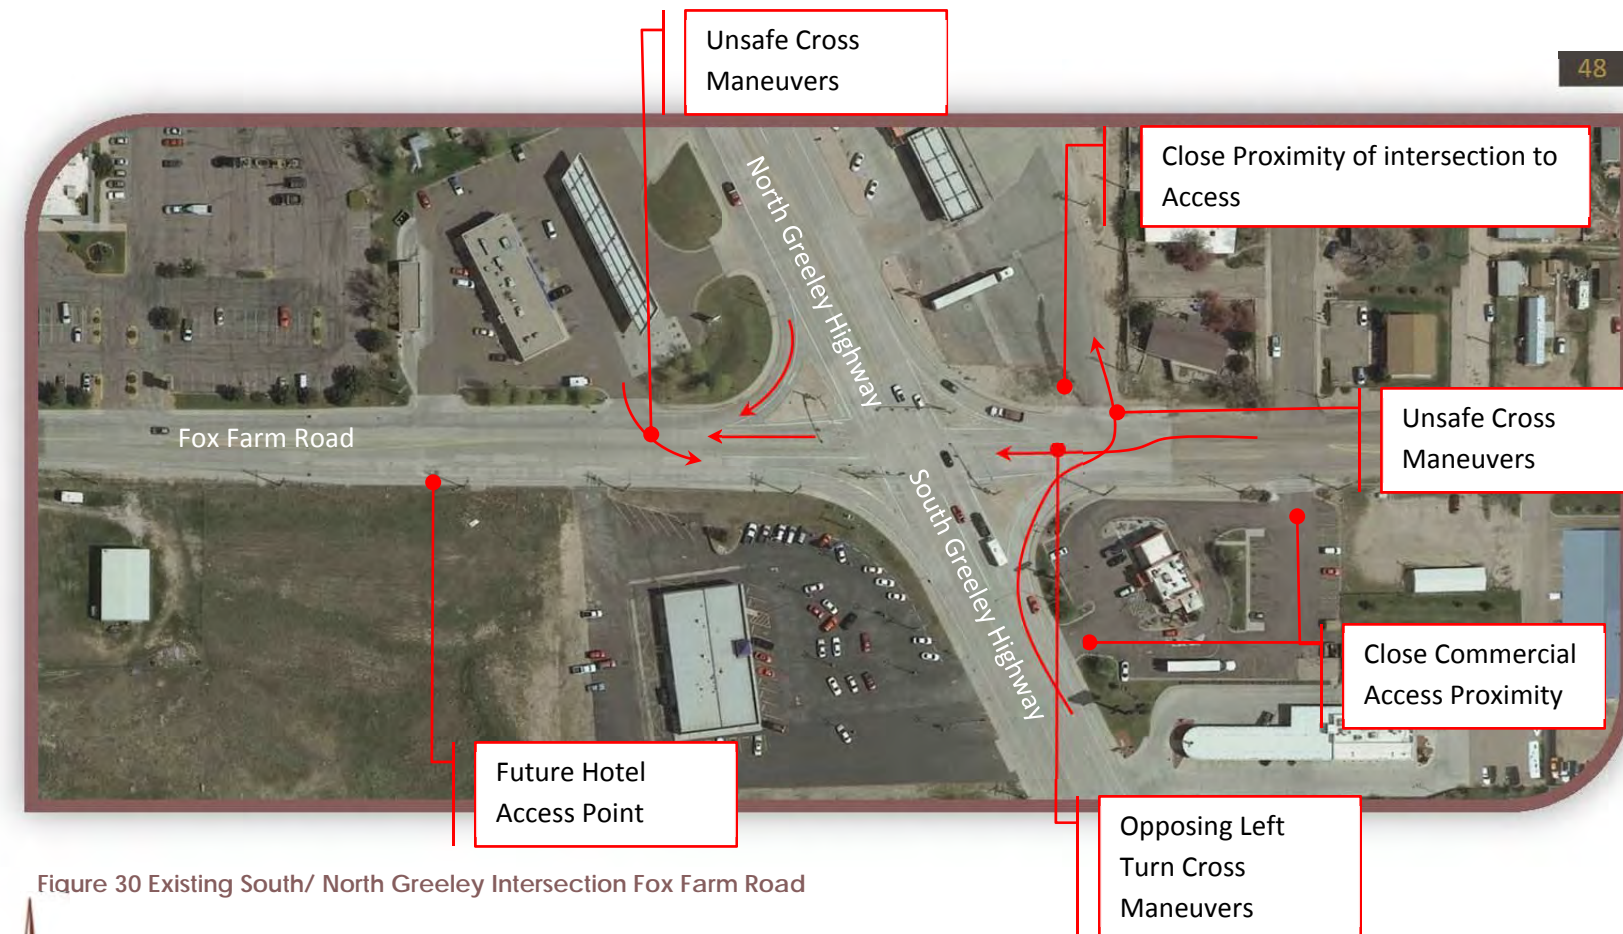 Unsafe Cross
Maneuvers
48
Close Proximity of intersection to
Access
North Greeley Highway
Unsafe Cross
Maneuvers
Fox Farm Road
South Greeley Highway
Close Commercial
Access Proximity
Future Hotel
Access Point
Opposing Left
Turn Cross
Maneuvers
Figure 30 Existing South/ North Greeley Intersection Fox Farm Road